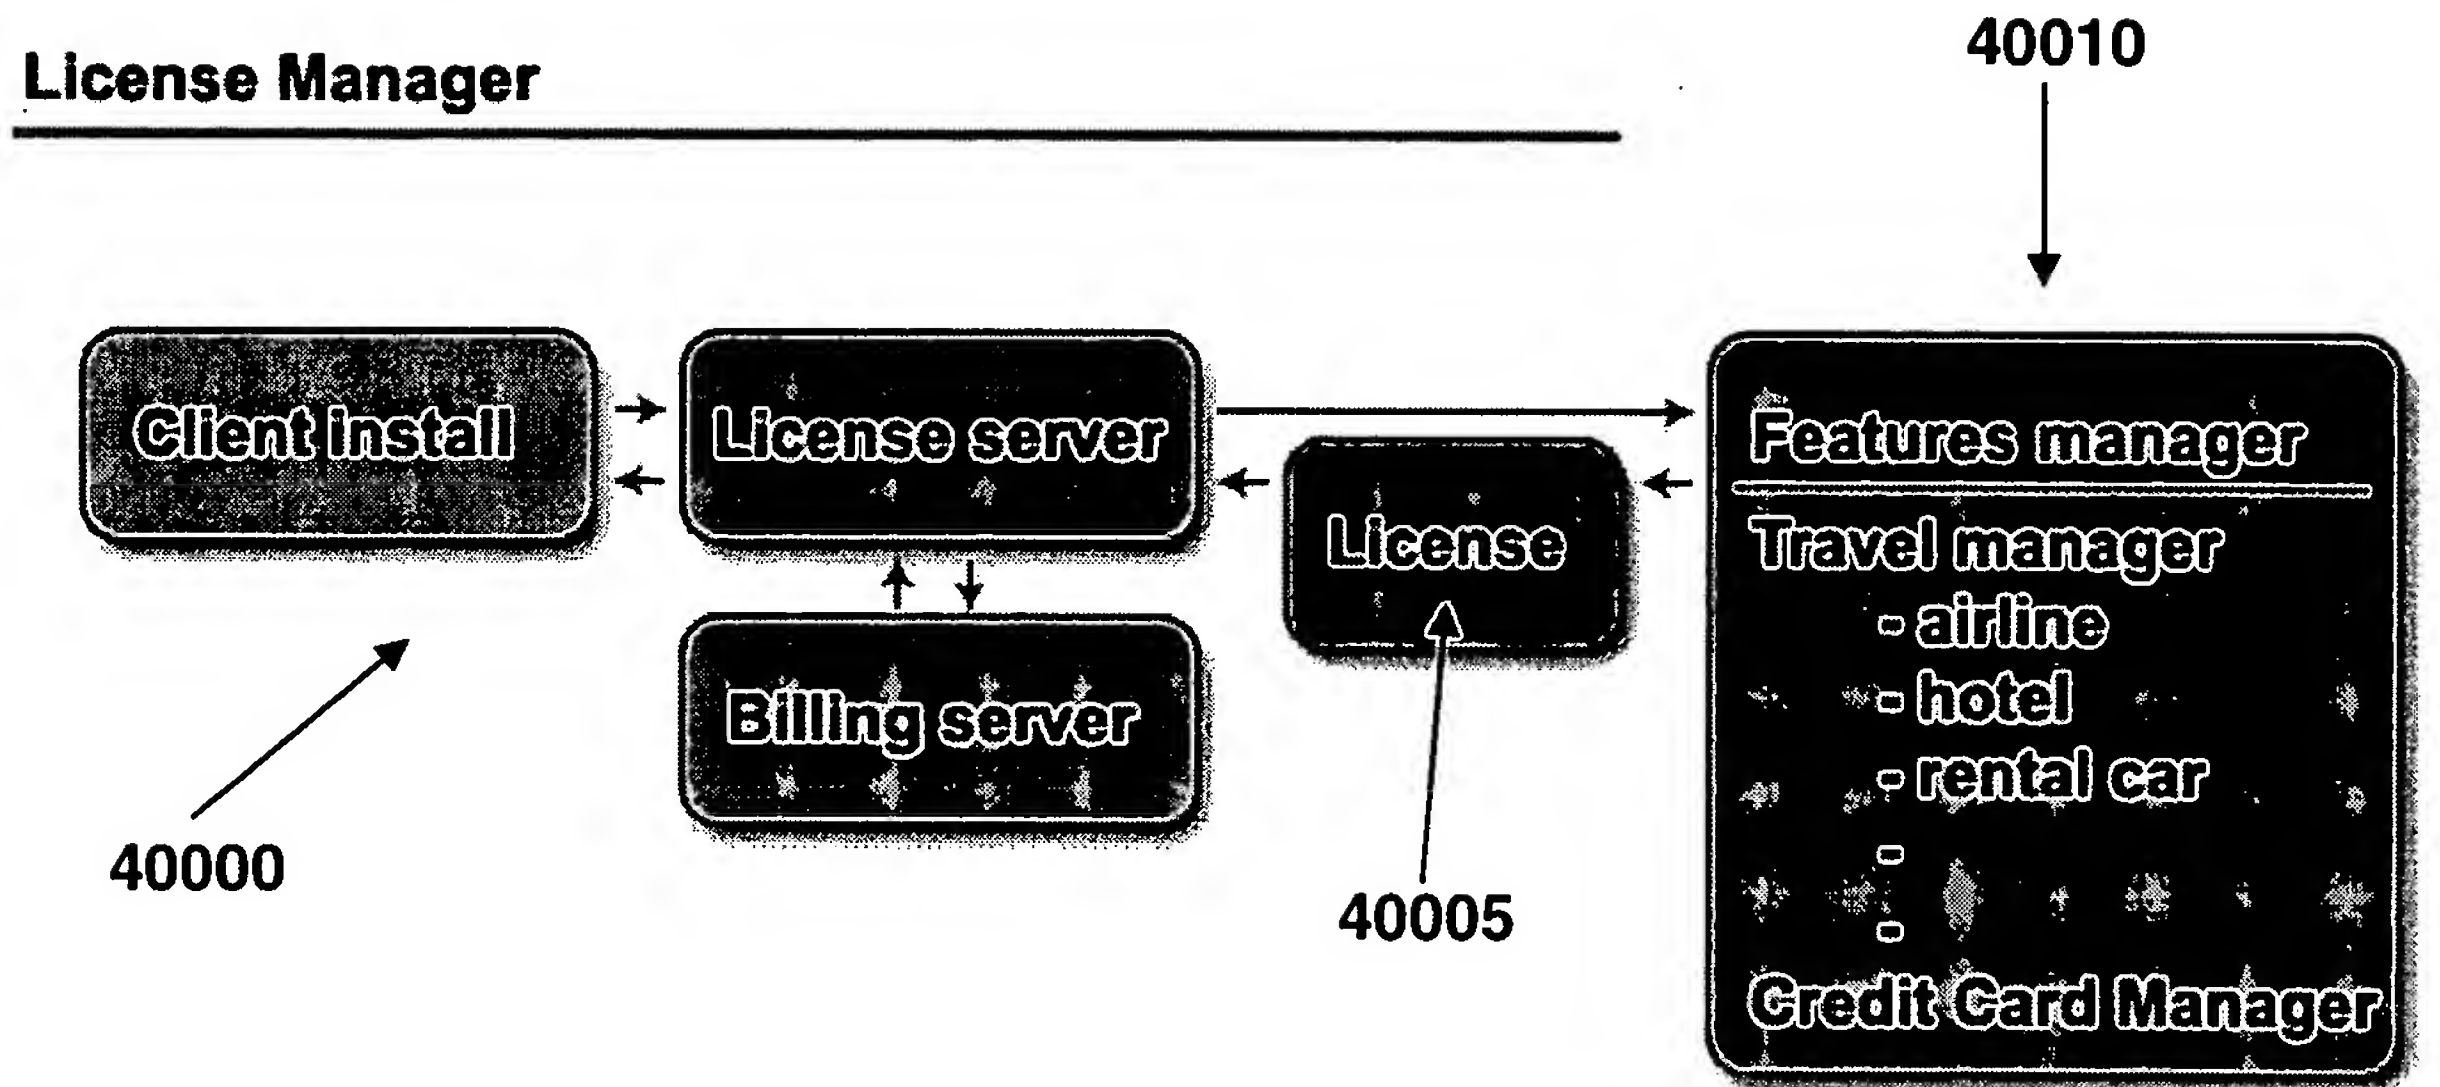 40010
License Manager
Client install
License server
Features manager
License
Travel manager
- airline
- hotel
- rental car
-
-
Credit Card Manager
Billing server
40000
40005